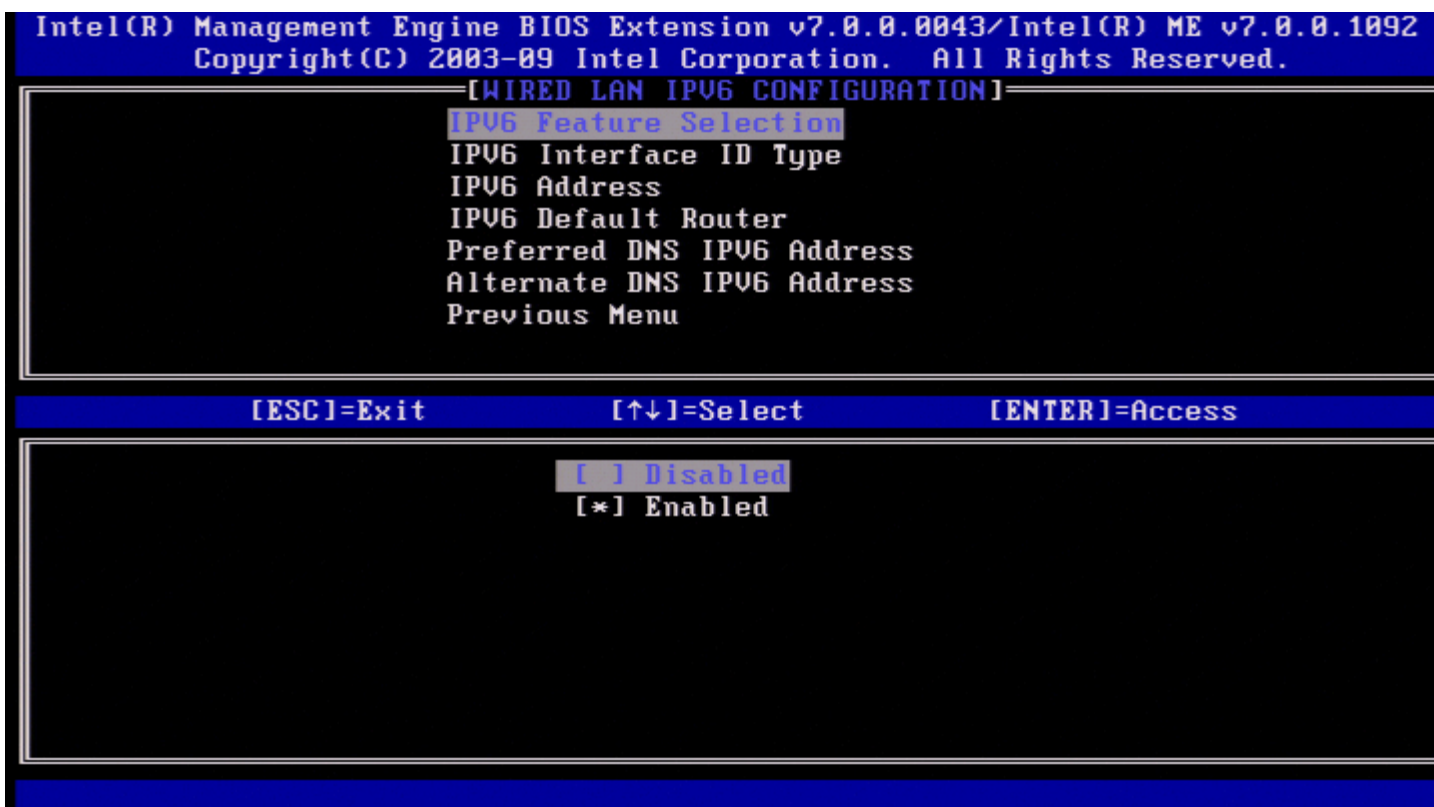 Intel(R) Management Engine BIOS Extension v7.0.0.0043/Intel(R) ME v7.0.0.1092
Copyright(C) 2003-09 Intel Corporation. All Rights Reserved.
[WIRED LAN IPV6 CONFIGURATION]
IPV6 Feature Selection
IPV6 Interface ID Type
IPV6 Address
IPV6 Default Router
Preferred DNS IPV6 Address
Alternate DNS IPV6 Address
Previous Menu
[ESC]=Exit [↑↓]=Select [ENTER]=Access
[ ] Disabled
[*] Enabled